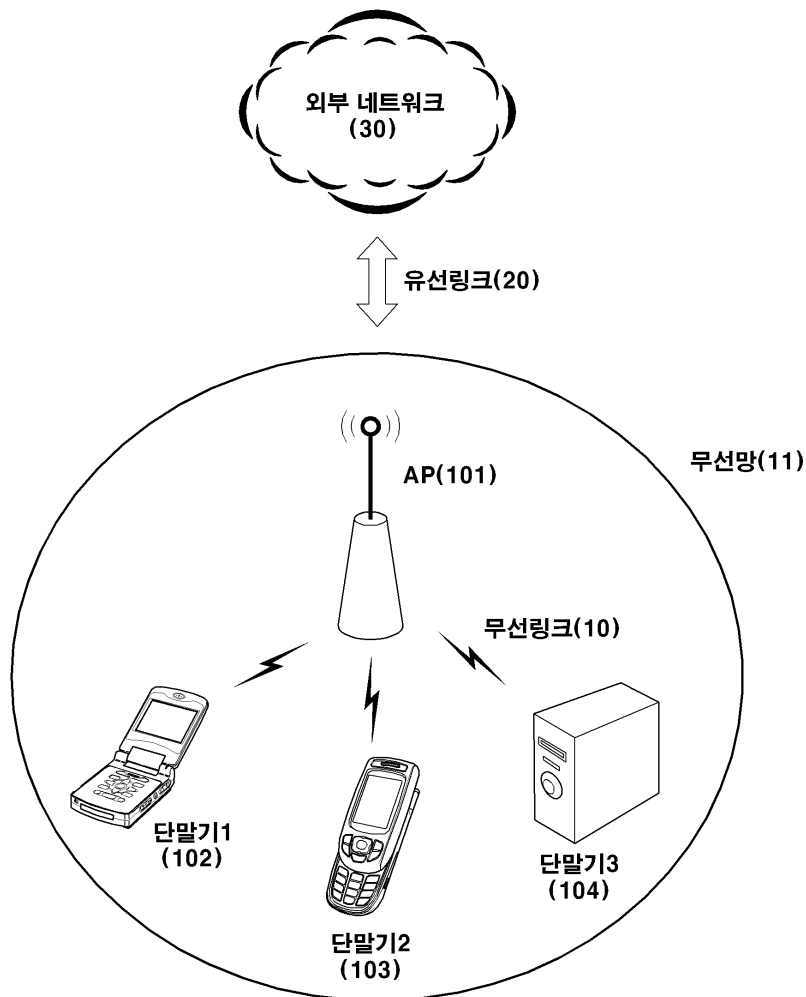 외부 네트워크
(30)
유선링크(20)
무선망(11)
AP(101)
무선링크(10)
단말기1
(102)
단말기2
(103)
단말기3
(104)